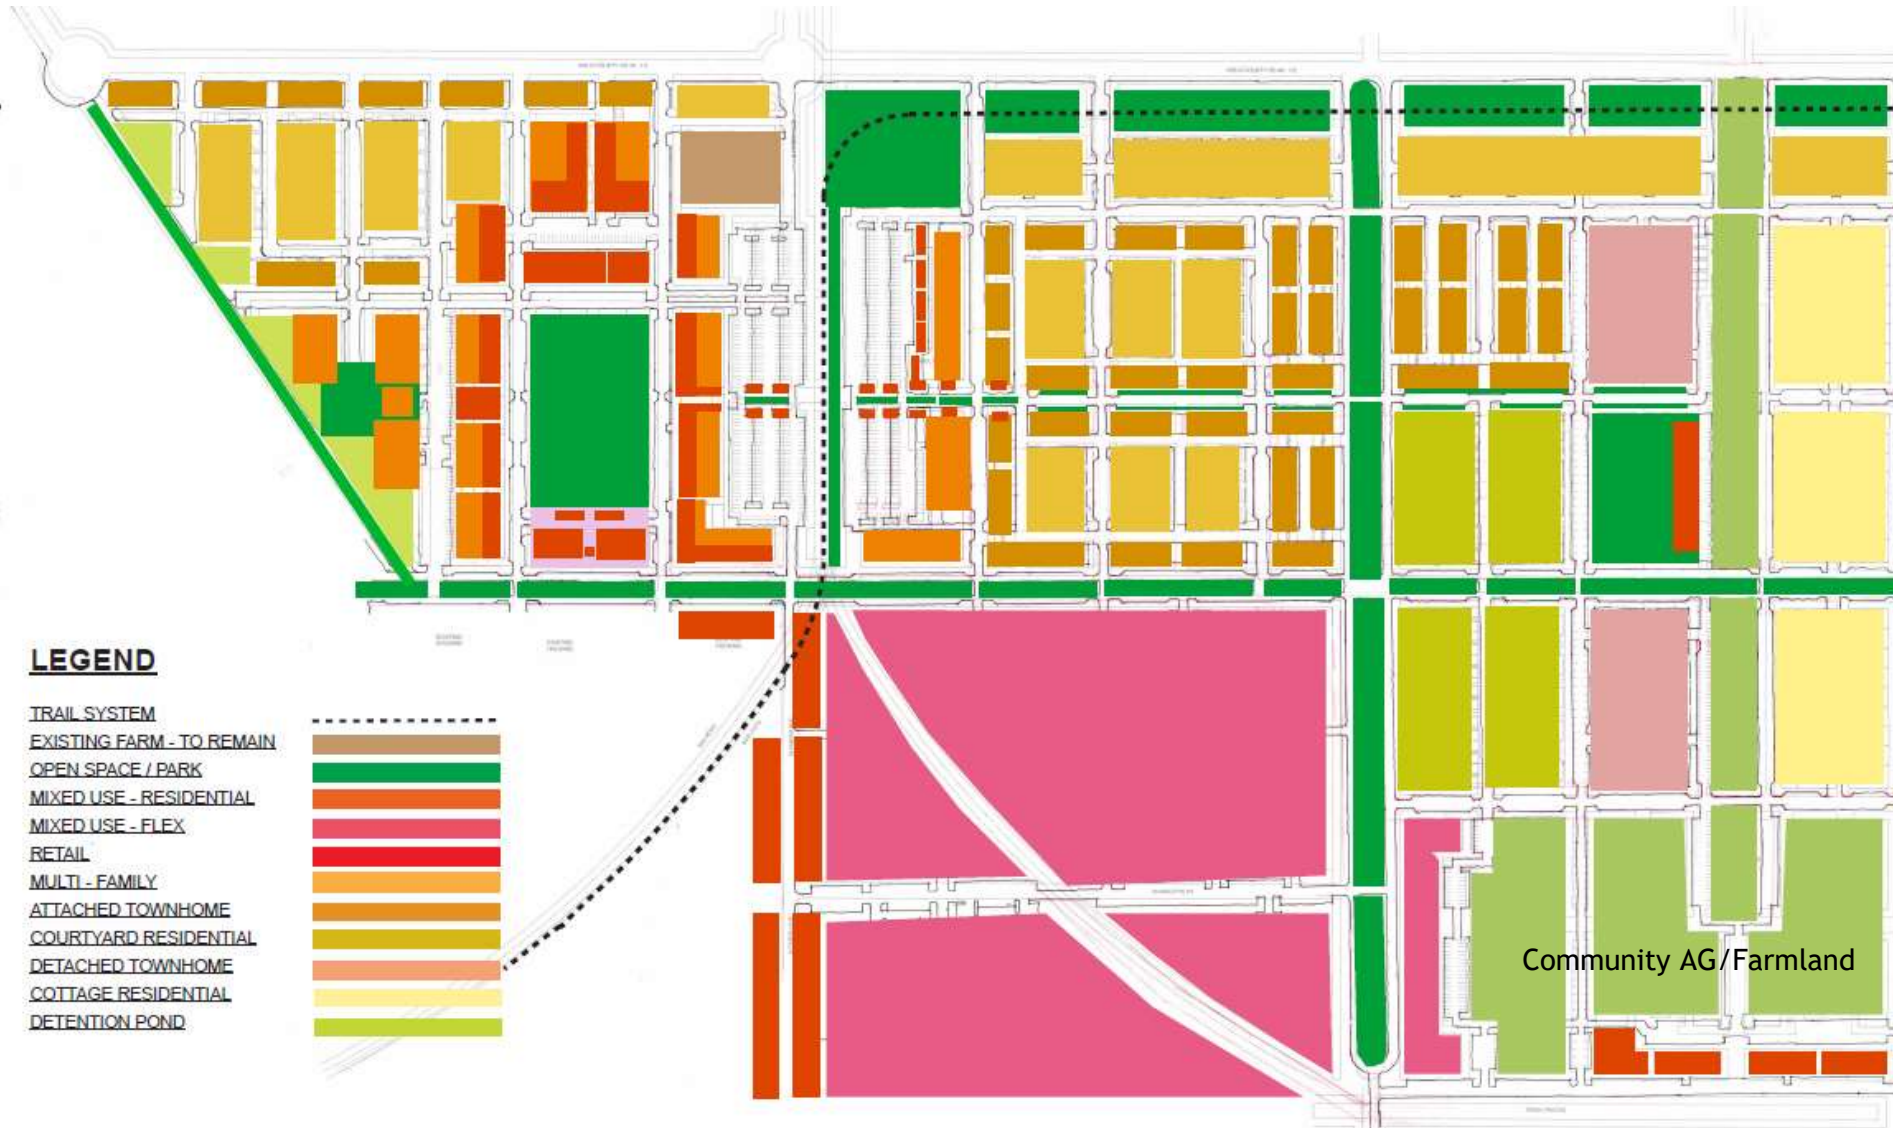 LEGEND
TRAIL SYSTEM
EXISTING FARM - TO REMAIN
OPEN SPACE / PARK
MIXED USE - RESIDENTIAL
MIXED USE - FLEX
RETAIL
MULTI - FAMILY
ATTACHED TOWNHOME
COURTYARD RESIDENTIAL
DETACHED TOWNHOME
COTTAGE RESIDENTIAL
DETENTION POND
Community AG/Farmland